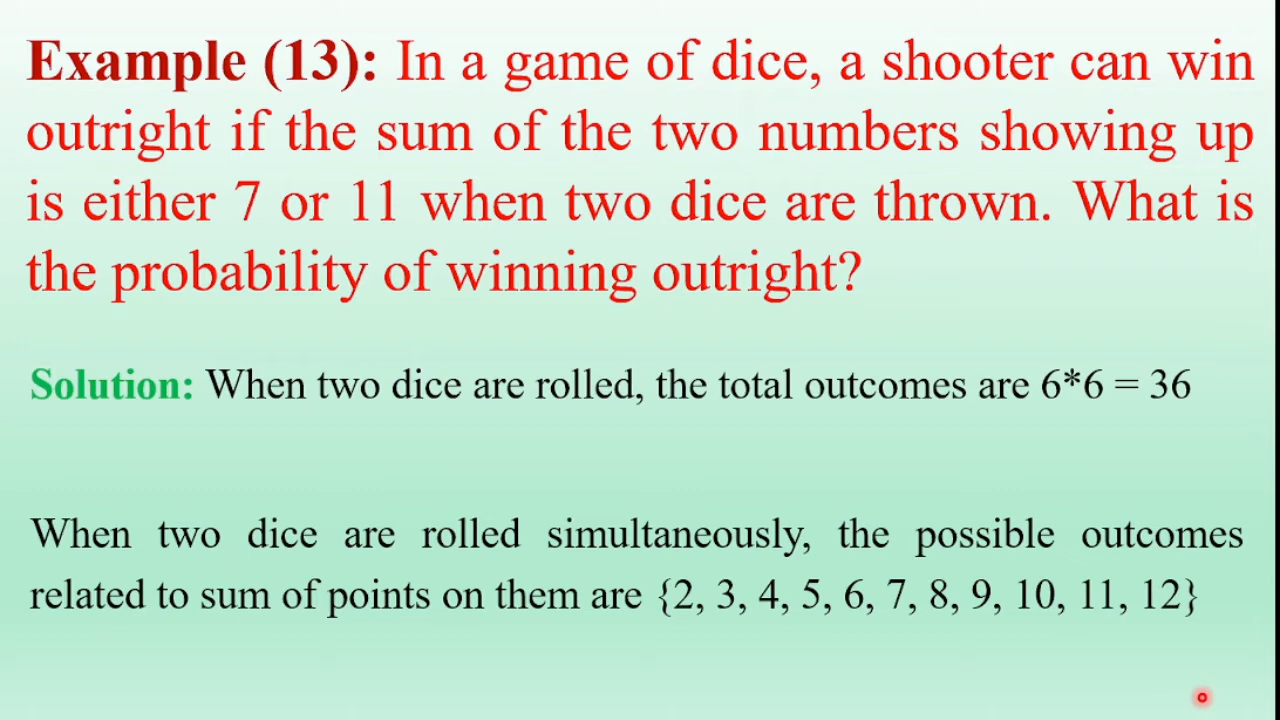 Example (13): In a game of dice, a shooter can win
outright if the sum of the two numbers showing up
is either 7 or 11 when two dice are thrown. What is
the probability of winning outright?
Solution: When two dice are rolled, the total outcomes are 6*6 = 36
When two dice are rolled simultaneously, the possible outcomes
related to sum of points on them are {2, 3, 4, 5, 6, 7, 8, 9, 10, 11, 12}